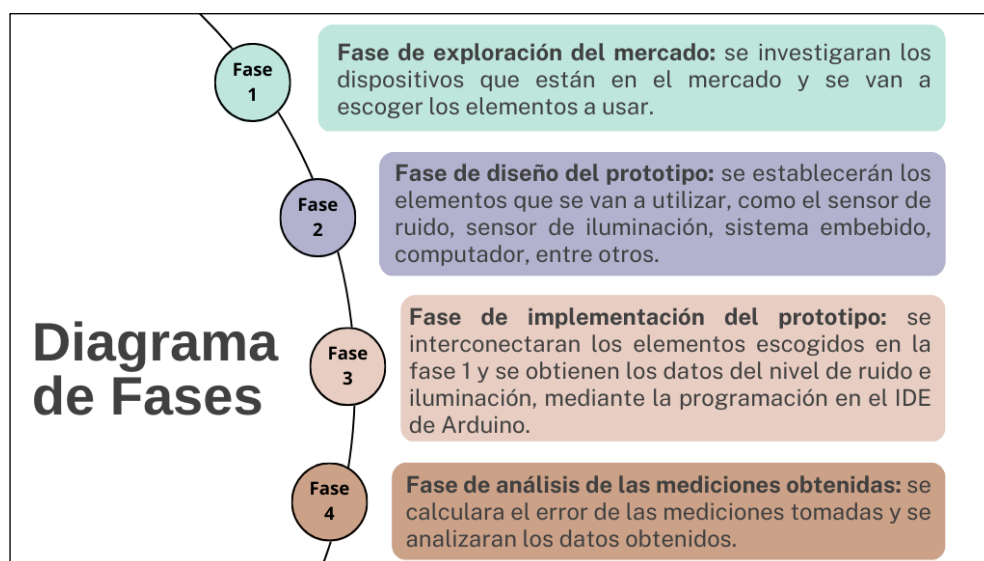 Diagrama
de Fases
Fase
1
Fase de exploración del mercado: se investigaran los
dispositivos que están en el mercado y se van a
escoger los elementos a usar.
Fase
2
Fase de diseño del prototipo: se establecerán los
elementos que se van a utilizar, como el sensor de
ruido, sensor de iluminación, sistema embebido,
computador, entre otros.
Fase
3
Fase de implementación del prototipo: se
interconectaran los elementos escogidos en la
fase 1 y se obtienen los datos del nivel de ruido e
iluminación, mediante la programación en el IDE
de Arduino.
Fase
4
Fase de análisis de las mediciones obtenidas: se
calculara el error de las mediciones tomadas y se
analizaran los datos obtenidos.